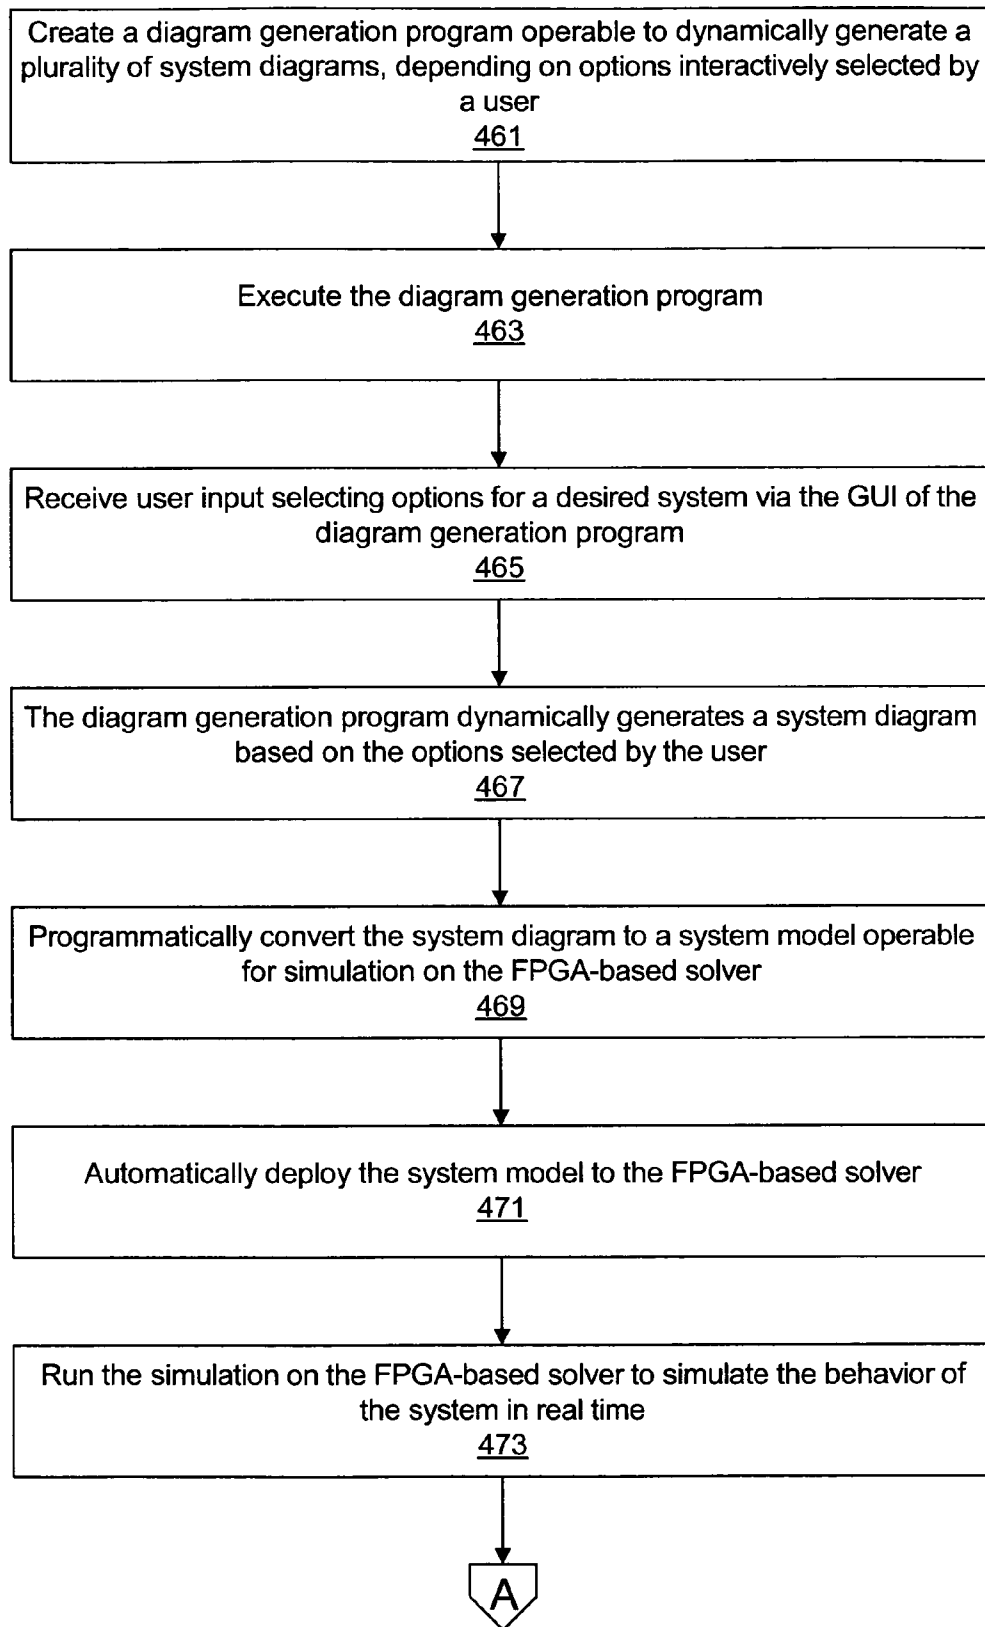 Create a diagram generation program operable to dynamically generate a
plurality of system diagrams, depending on options interactively selected by
a user
461
Execute the diagram generation program
463
Receive user input selecting options for a desired system via the GUI of the
diagram generation program
465
The diagram generation program dynamically generates a system diagram
based on the options selected by the user
467
Programmatically convert the system diagram to a system model operable
for simulation on the FPGA-based solver
469
Automatically deploy the system model to the FPGA-based solver
471
Run the simulation on the FPGA-based solver to simulate the behavior of
the system in real time
473
A